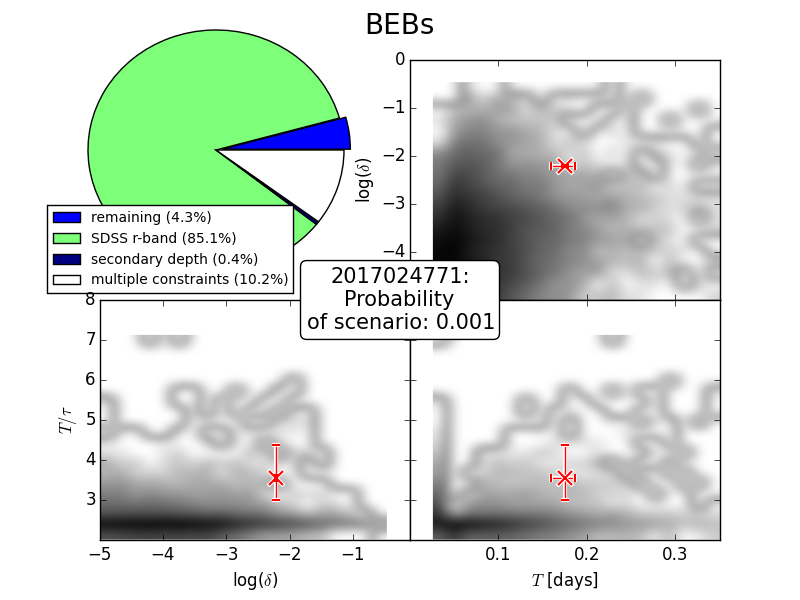 BEBs
remaining (4.3%)
SDSS r-band (85.1%)
secondary depth (0.4%)
multiple constraints (10.2%)
0
−1
−2
−3
−4
log(δ)
2017024771:
Probability
of scenario: 0.001
8
7
6
5
4
3
T/τ
−5 −4 −3 −2 −1
log(δ)
0.1 0.2 0.3
T [days]